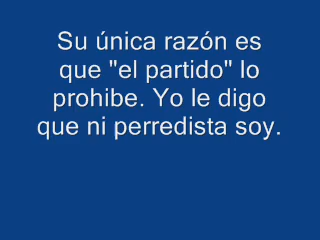 Su única razón es
que "el partido" lo
prohibe. Yo le digo
que ni perredista soy.